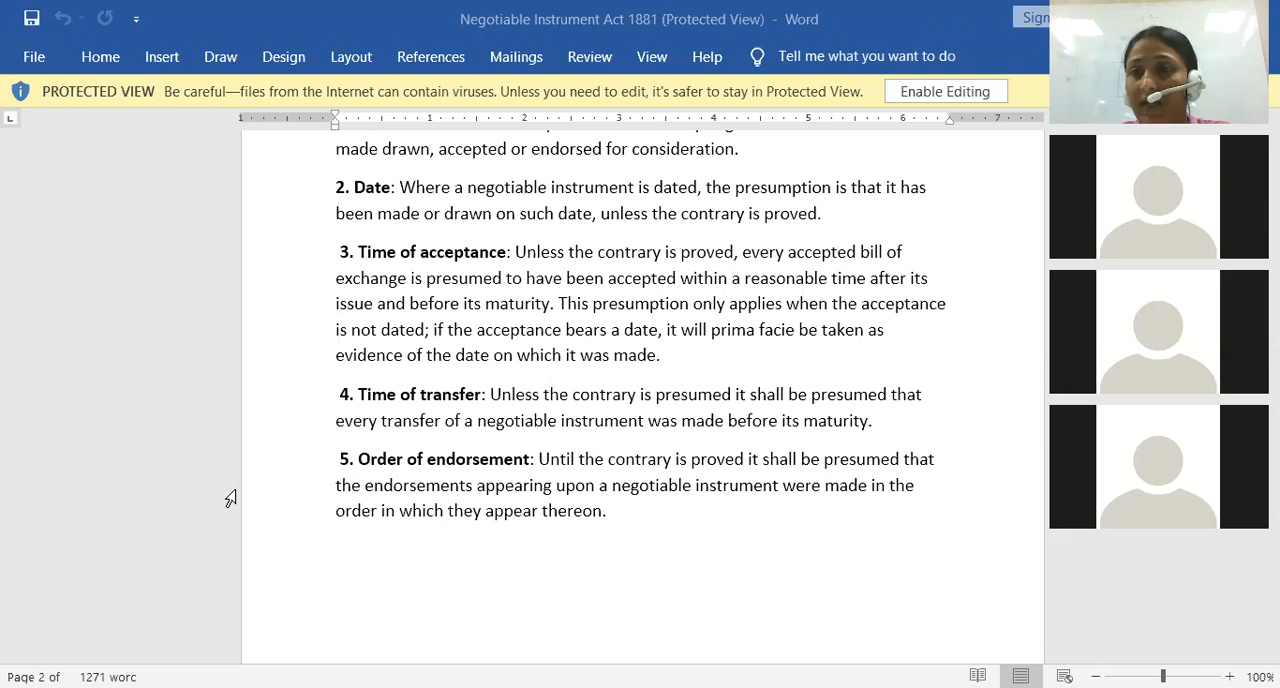 Negotiable Instrument Act 1881 (Protected View) - Word
Sign
File Home Insert Draw Design Layout References Mailings Review View Help Tell me what you want to do
PROTECTED VIEW Be careful—files from the Internet can contain viruses. Unless you need to edit, it's safer to stay in Protected View. Enable Editing
1 1 2 3 4 5 6 7
made drawn, accepted or endorsed for consideration.
2. Date: Where a negotiable instrument is dated, the presumption is that it has
been made or drawn on such date, unless the contrary is proved.
3. Time of acceptance: Unless the contrary is proved, every accepted bill of
exchange is presumed to have been accepted within a reasonable time after its
issue and before its maturity. This presumption only applies when the acceptance
is not dated; if the acceptance bears a date, it will prima facie be taken as
evidence of the date on which it was made.
4. Time of transfer: Unless the contrary is presumed it shall be presumed that
every transfer of a negotiable instrument was made before its maturity.
5. Order of endorsement: Until the contrary is proved it shall be presumed that
the endorsements appearing upon a negotiable instrument were made in the
order in which they appear thereon.
Page 2 of 1271 worc 100%